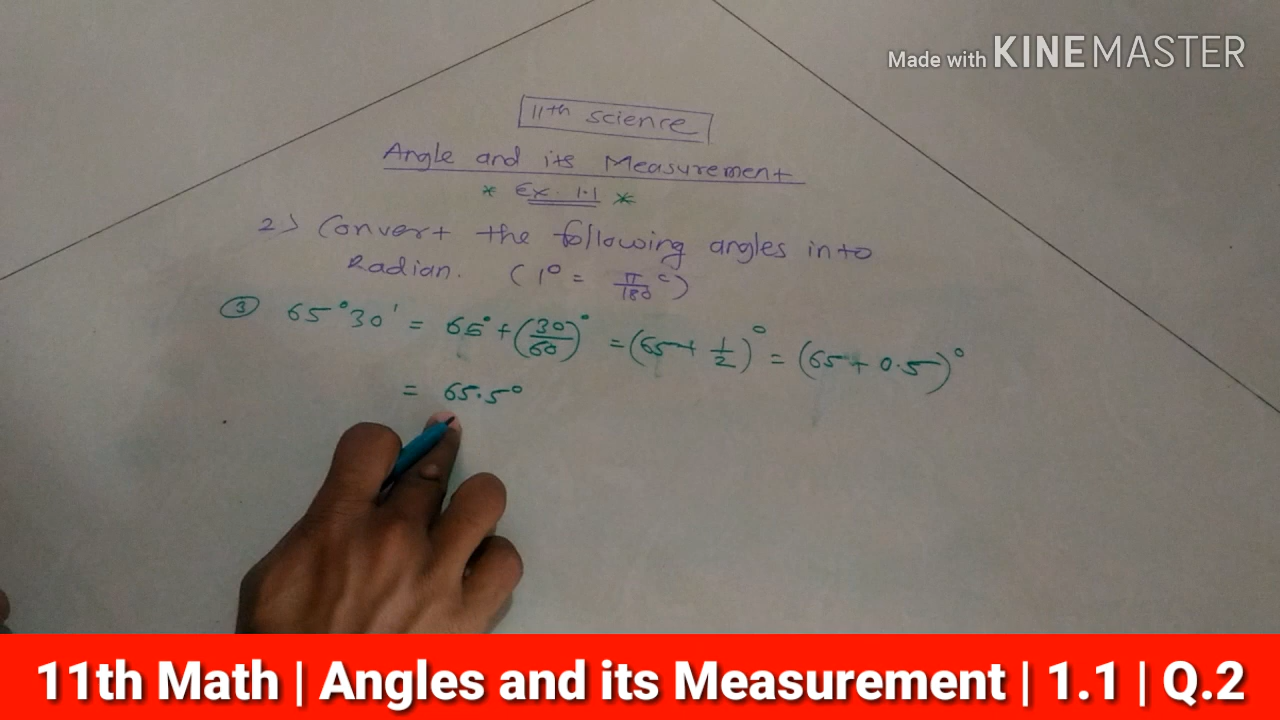 Made with KINEMASTER
11th science
Angle and its Measurement
* Ex. 1.1 *
2) Convert the following angles into
Radian. (1° = π/180 ᶜ)
③ 65°30' = 65° + (30/60)° = (65 + 1/2)° = (65 + 0.5)°
= 65.5°
11th Math | Angles and its Measurement | 1.1 | Q.2